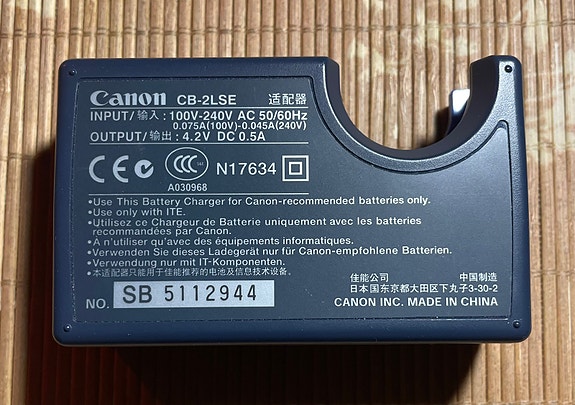 Canon CB-2LSE 适配器
INPUT/输入: 100V-240V AC 50/60Hz
0.075A(100V)-0.045A(240V)
OUTPUT/输出: 4.2V DC 0.5A
CE CCC N17634
A030968
•Use This Battery Charger for Canon-recommended batteries only.
•Use only with ITE.
•Utilisez ce Chargeur de Batterie uniquement avec les batteries
recommandées par Canon.
•A n'utiliser qu'avec des équipements informatiques.
•Verwenden Sie dieses Ladegerät nur für Canon-empfohlene Batterien.
•Verwendung nur mit IT-Komponenten.
•本适配器只能用于佳能推荐的电池及信息技术设备。
佳能公司 中国制造
日本国东京都大田区下丸子3-30-2
NO. SB 5112944 CANON INC. MADE IN CHINA